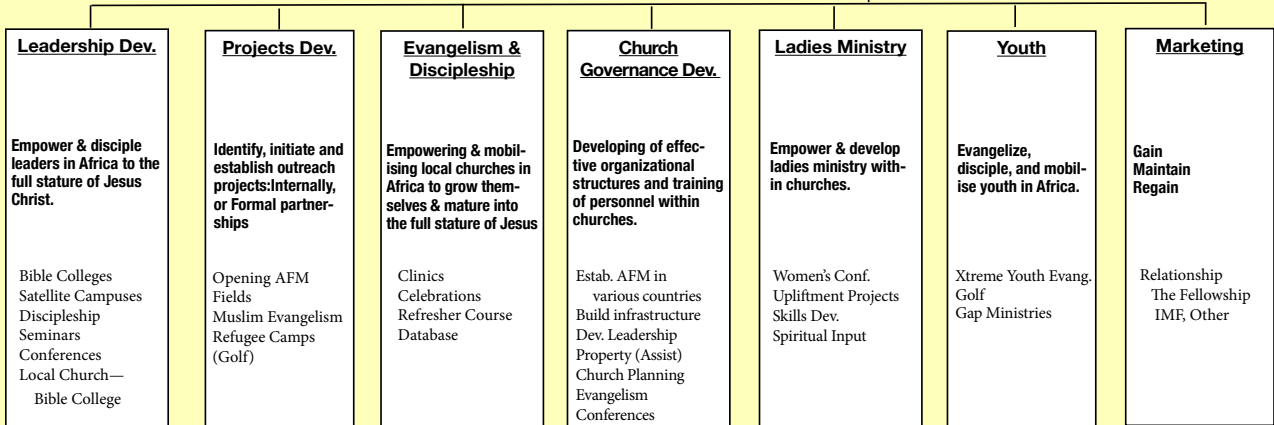 Leadership Dev.
Empower & disciple
leaders in Africa to the
full stature of Jesus
Christ.
Bible Colleges
Satellite Campuses
Discipleship
Seminars
Conferences
Local Church—
Bible College
Projects Dev.
Identify, initiate and
establish outreach
projects:Internally,
or Formal partner-
ships
Opening AFM
Fields
Muslim Evangelism
Refugee Camps
(Golf)
Evangelism &
Discipleship
Empowering & mobil-
ising local churches in
Africa to grow them-
selves & mature into
the full stature of Jesus
Clinics
Celebrations
Refresher Course
Database
Church
Governance Dev.
Developing of effec-
tive organizational
structures and training
of personnel within
churches.
Estab. AFM in
various countries
Build infrastructure
Dev. Leadership
Property (Assist)
Church Planning
Evangelism
Conferences
Ladies Ministry
Empower & develop
ladies ministry with-
in churches.
Women's Conf.
Upliftment Projects
Skills Dev.
Spiritual Input
Youth
Evangelize,
disciple, and mobil-
ise youth in Africa.
Xtreme Youth Evang.
Golf
Gap Ministries
Marketing
Gain
Maintain
Regain
Relationship
The Fellowship
IMF, Other